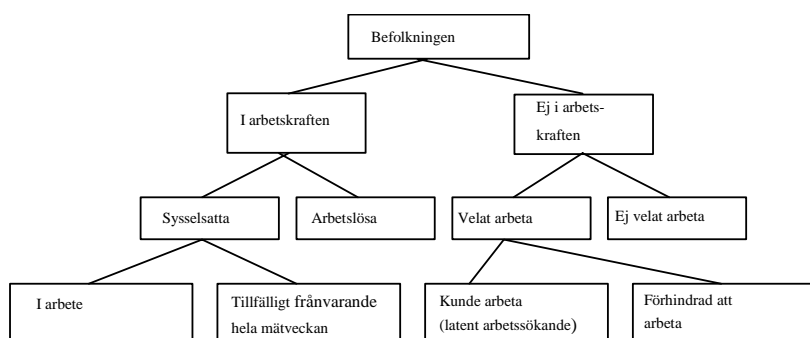 Befolkningen
I arbetskraften
Ej i arbets-
kraften
Sysselsatta
Arbetslösa
Velat arbeta
Ej velat arbeta
I arbete
Tillfälligt frånvarande
hela mätveckan
Kunde arbeta
(latent arbetssökande)
Förhindrad att
arbeta